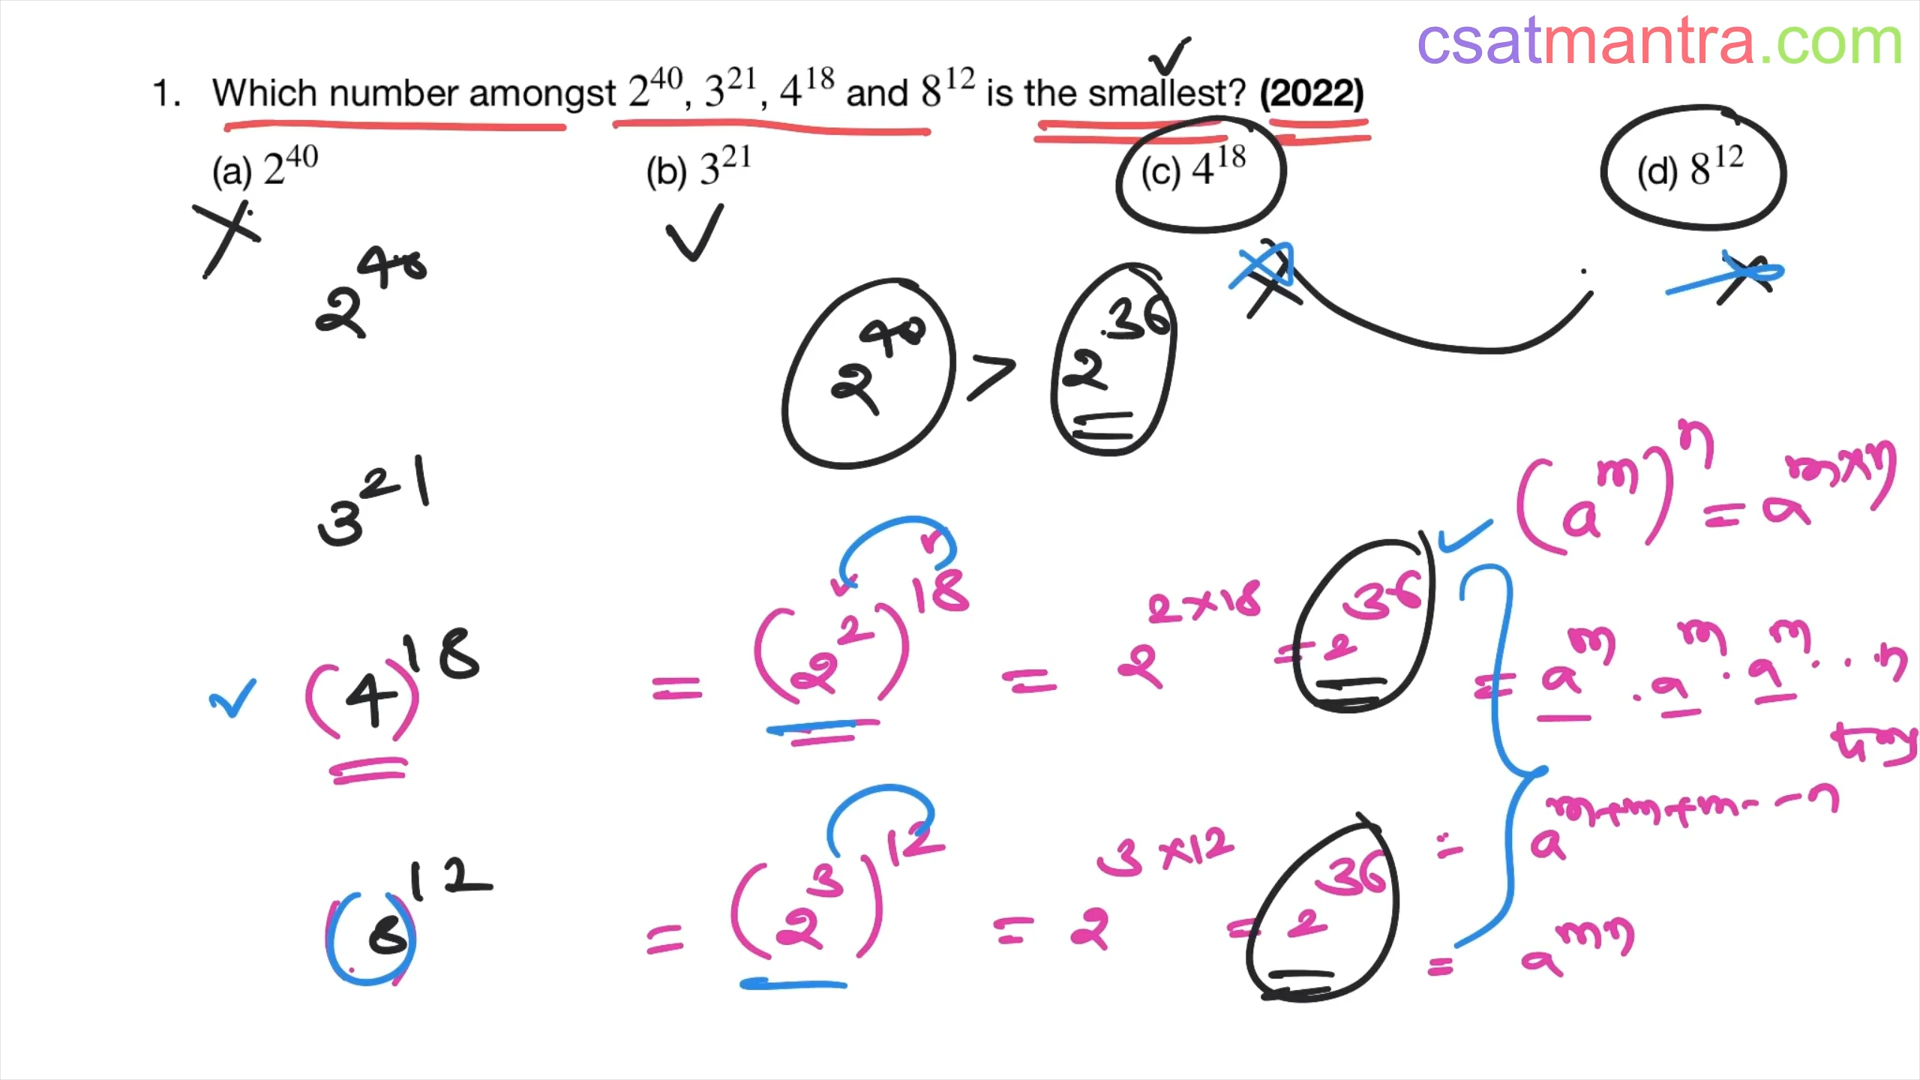 csatmantra.com
1. Which number amongst 2^40, 3^21, 4^18 and 8^12 is the smallest? (2022)
(a) 2^40 (b) 3^21 (c) 4^18 (d) 8^12
2^40
2^40 > 2^36
3^21
(a^m)^n = a^m×n
(4)^18 = (2^2)^18 = 2^2×18 = 2^36
= a^m . a^m . a^m ... n
= a^m+m+m--n
(8)^12 = (2^3)^12 = 2^3×12 = 2^36
= a^mn